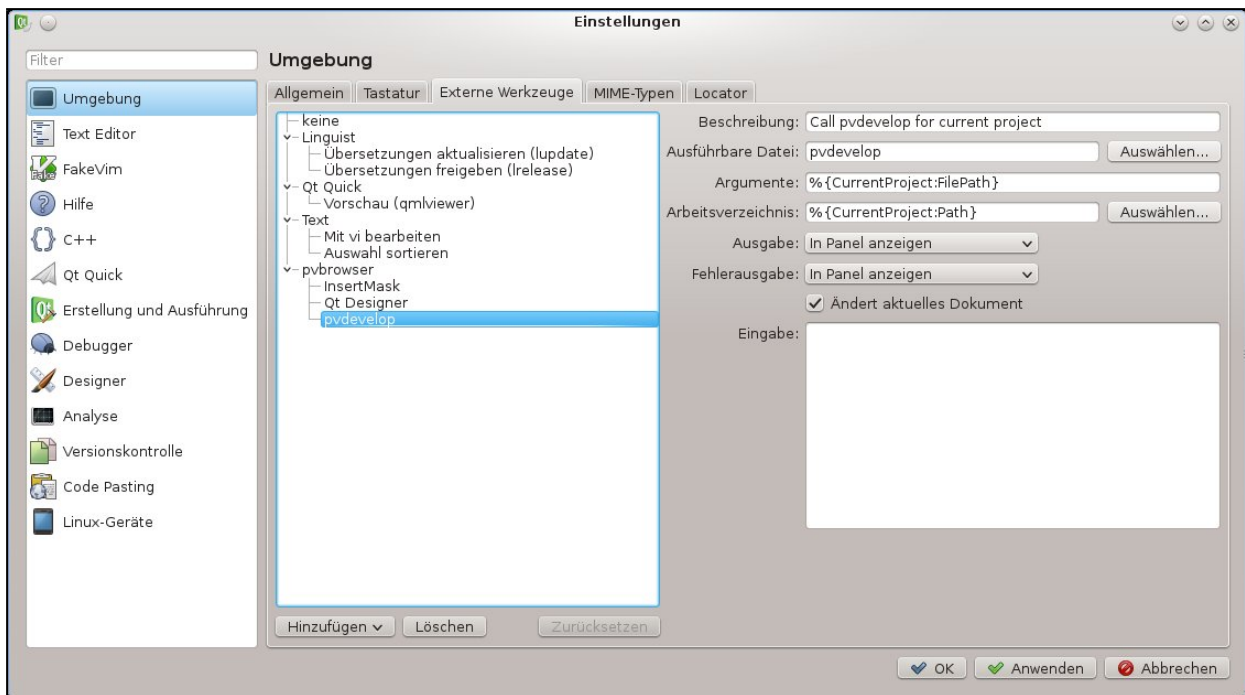 Einstellungen
Filter
Umgebung
Text Editor
FakeVim
Hilfe
C++
Qt Quick
Erstellung und Ausführung
Debugger
Designer
Analyse
Versionskontrolle
Code Pasting
Linux-Geräte
Umgebung
Allgemein Tastatur Externe Werkzeuge MIME-Typen Locator
keine
Linguist
Übersetzungen aktualisieren (lupdate)
Übersetzungen freigeben (lrelease)
Qt Quick
Vorschau (qmlviewer)
Text
Mit vi bearbeiten
Auswahl sortieren
pvbrowser
InsertMask
Qt Designer
pvdevelop
Hinzufügen Löschen Zurücksetzen
Beschreibung: Call pvdevelop for current project
Ausführbare Datei: pvdevelop Auswählen...
Argumente: %{CurrentProject:FilePath}
Arbeitsverzeichnis: %{CurrentProject:Path} Auswählen...
Ausgabe: In Panel anzeigen
Fehlerausgabe: In Panel anzeigen
Ändert aktuelles Dokument
Eingabe:
OK Anwenden Abbrechen